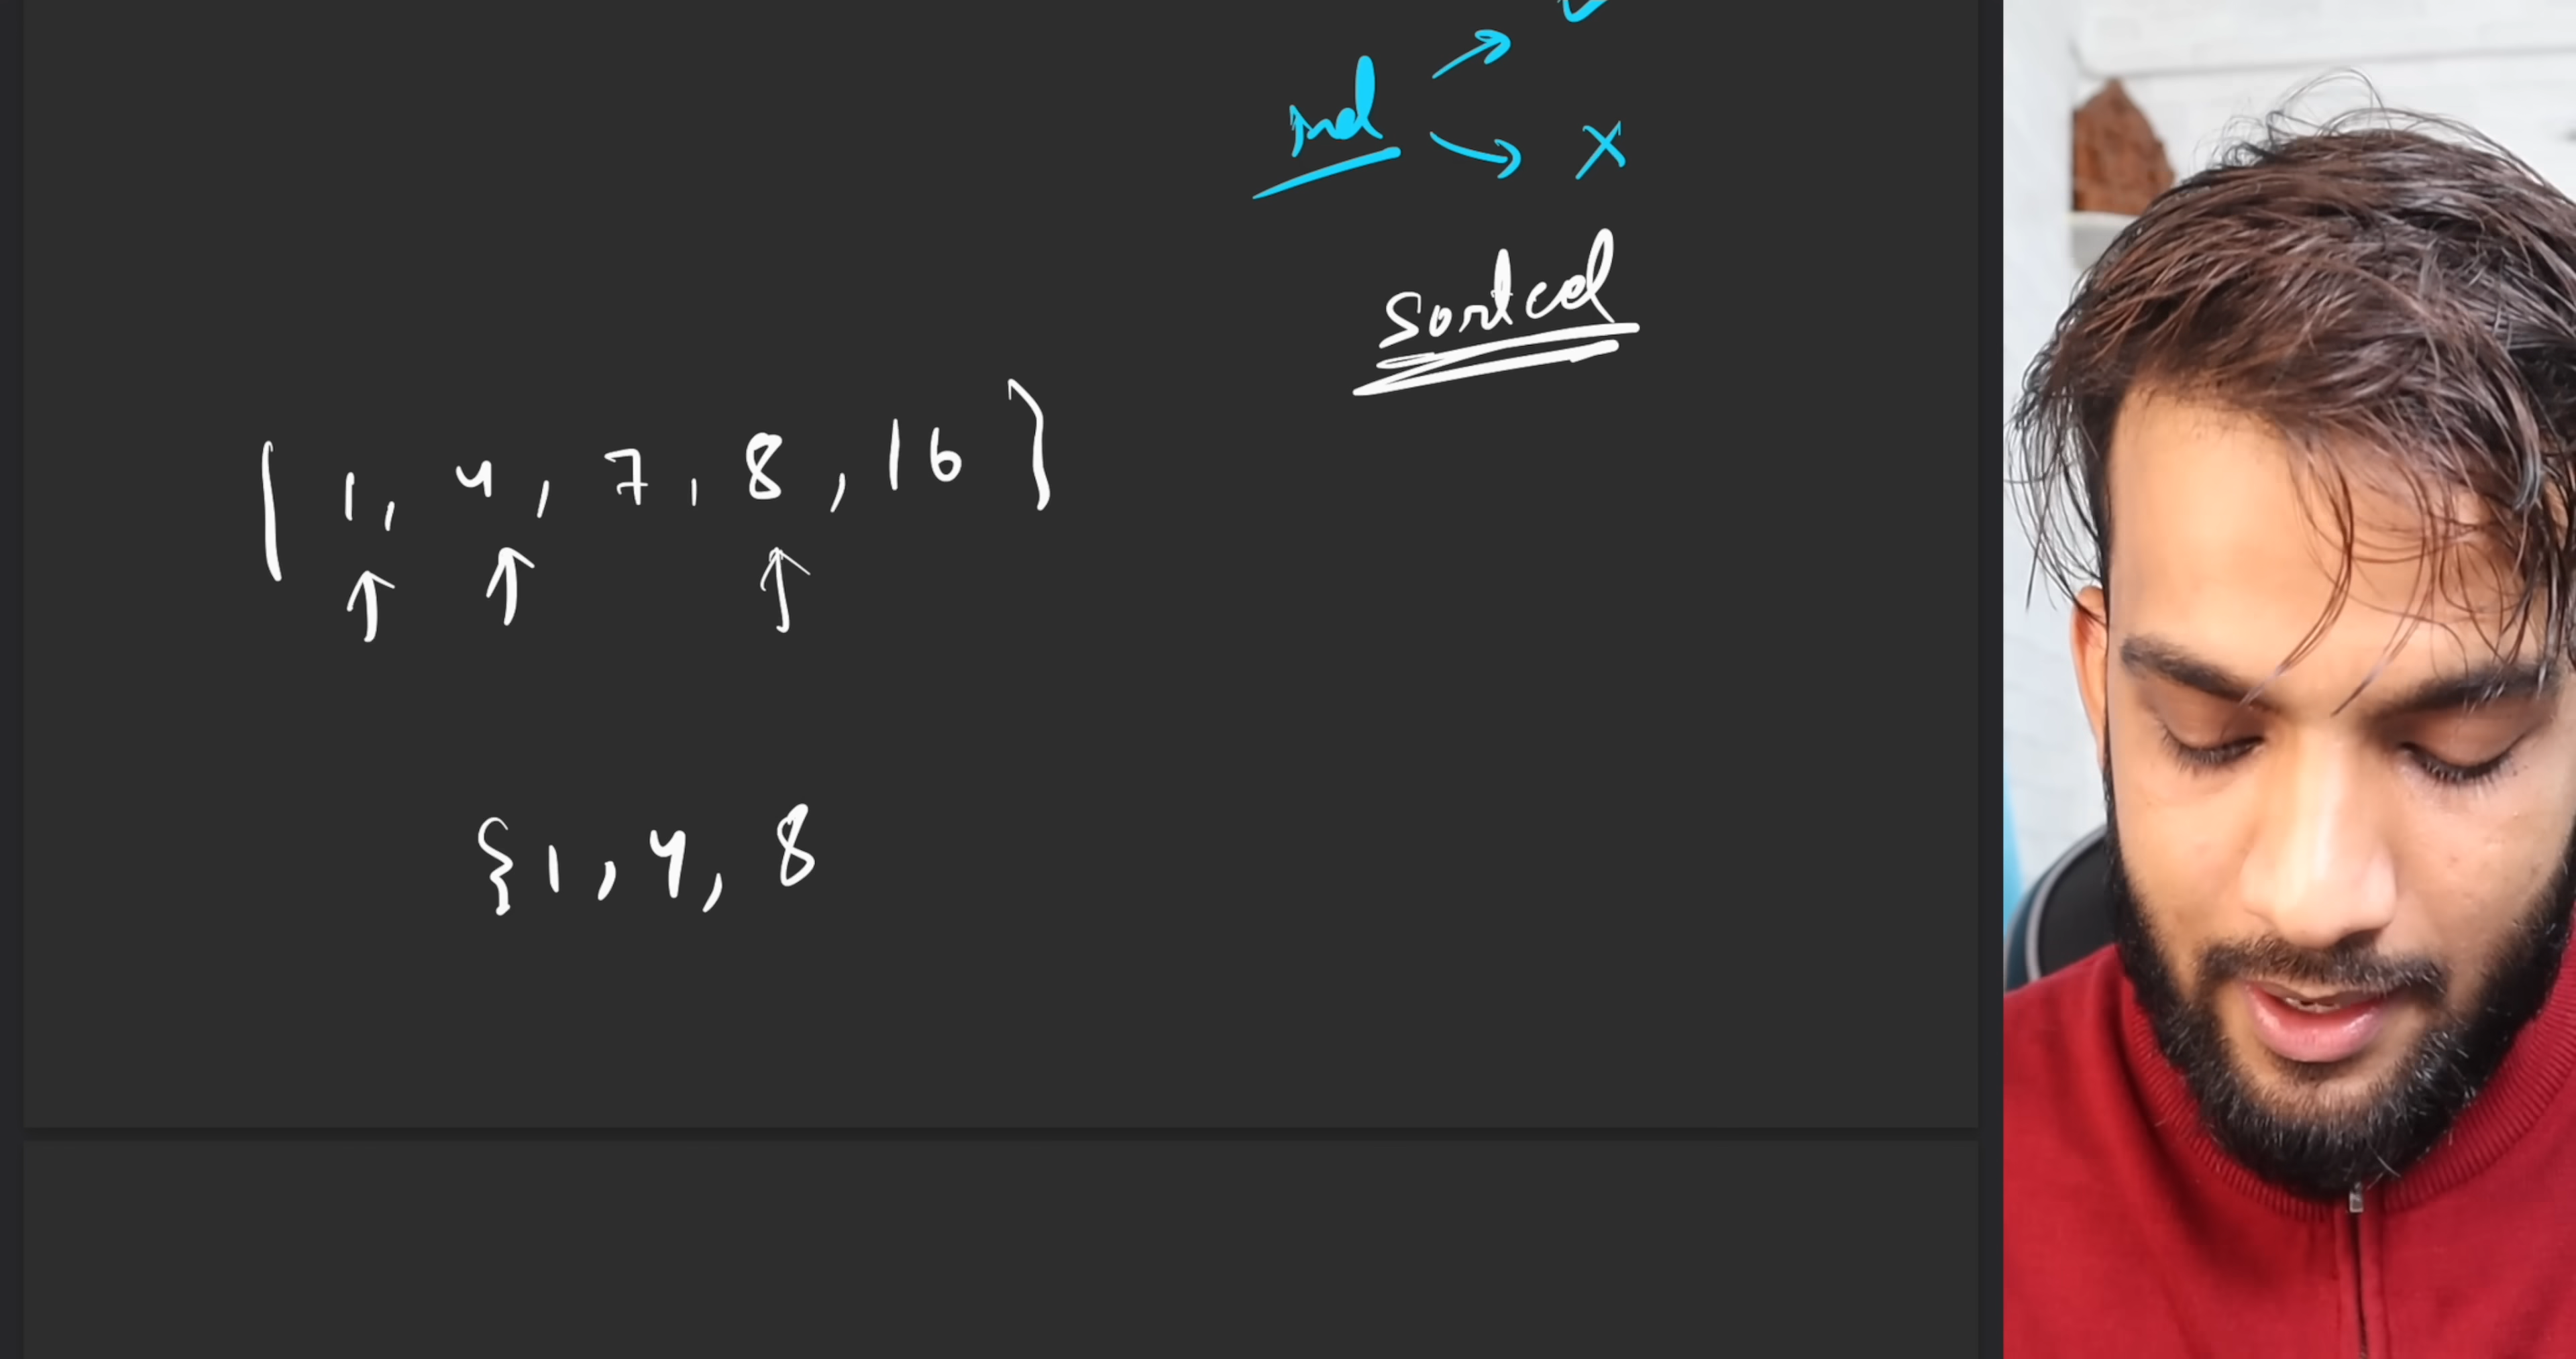 ind
x
sorted
[1, 4, 7, 8, 16]
{1, 4, 8